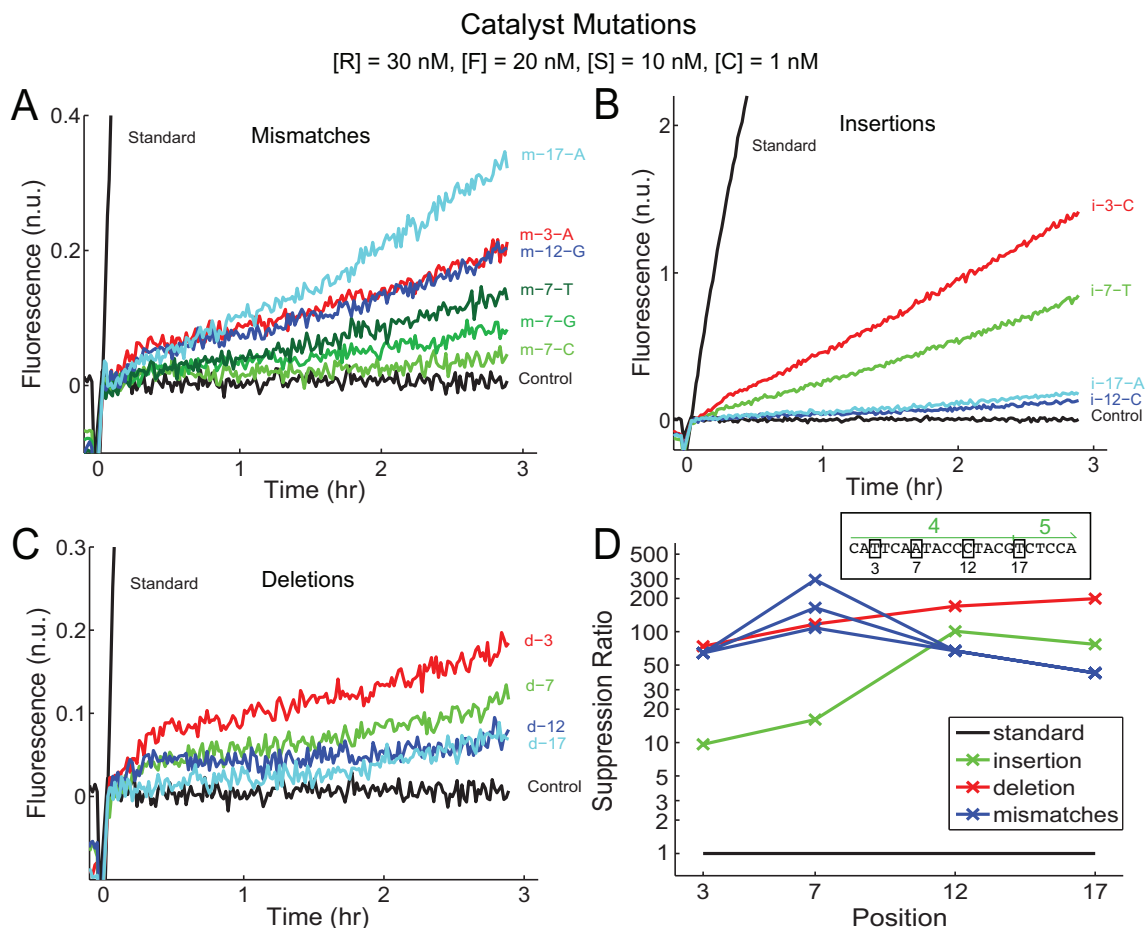 Catalyst Mutations
[R] = 30 nM, [F] = 20 nM, [S] = 10 nM, [C] = 1 nM
A
Mismatches
Standard
Fluorescence (n.u.)
0.4
0.2
0
m-17-A
m-3-A
m-12-G
m-7-T
m-7-G
m-7-C
Control
0 1 2 3
Time (hr)
B
Insertions
Standard
Fluorescence (n.u.)
2
1
0
i-3-C
i-7-T
i-17-A
i-12-C
Control
0 1 2 3
Time (hr)
C
Deletions
Standard
Fluorescence (n.u.)
0.3
0.2
0.1
0
d-3
d-7
d-12
d-17
Control
0 1 2 3
Time (hr)
D
4 5
CATTCAATACCCTACGTCTCCA
3 7 12 17
Suppression Ratio
500
300
200
100
50
30
20
10
5
3
2
1
standard
insertion
deletion
mismatches
3 7 12 17
Position